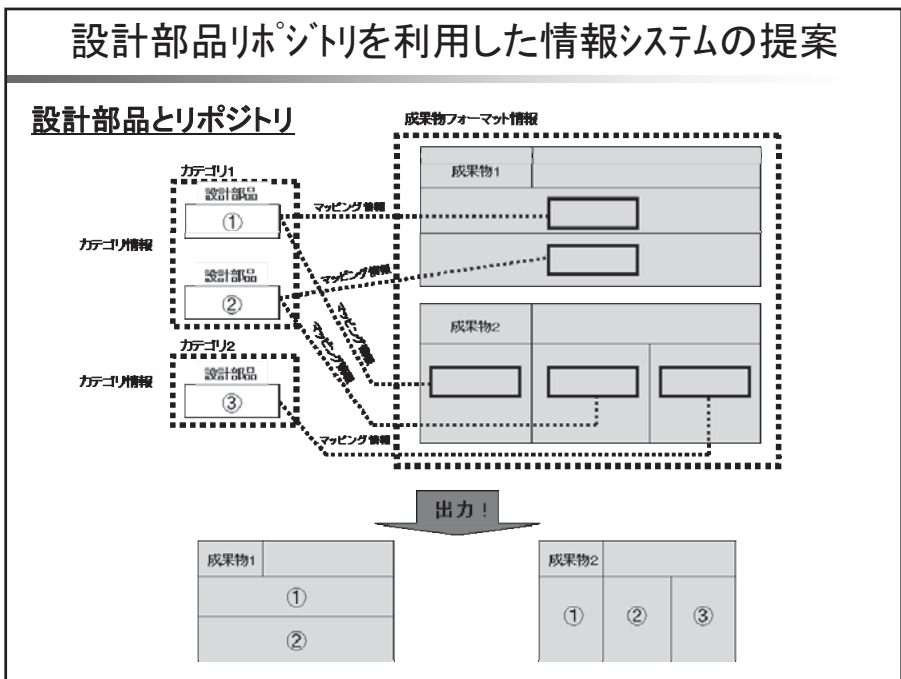 設計部品リポジトリを利用した情報システムの提案
設計部品とリポジトリ
成果物フォーマット情報
カテゴリ1
設計部品
①
マッピング情報
成果物1
カテゴリ情報
設計部品
②
マッピング情報
マッピング情報
マッピング情報
成果物2
カテゴリ2
設計部品
③
カテゴリ情報
マッピング情報
出力！
成果物1
①
②
成果物2
①
②
③